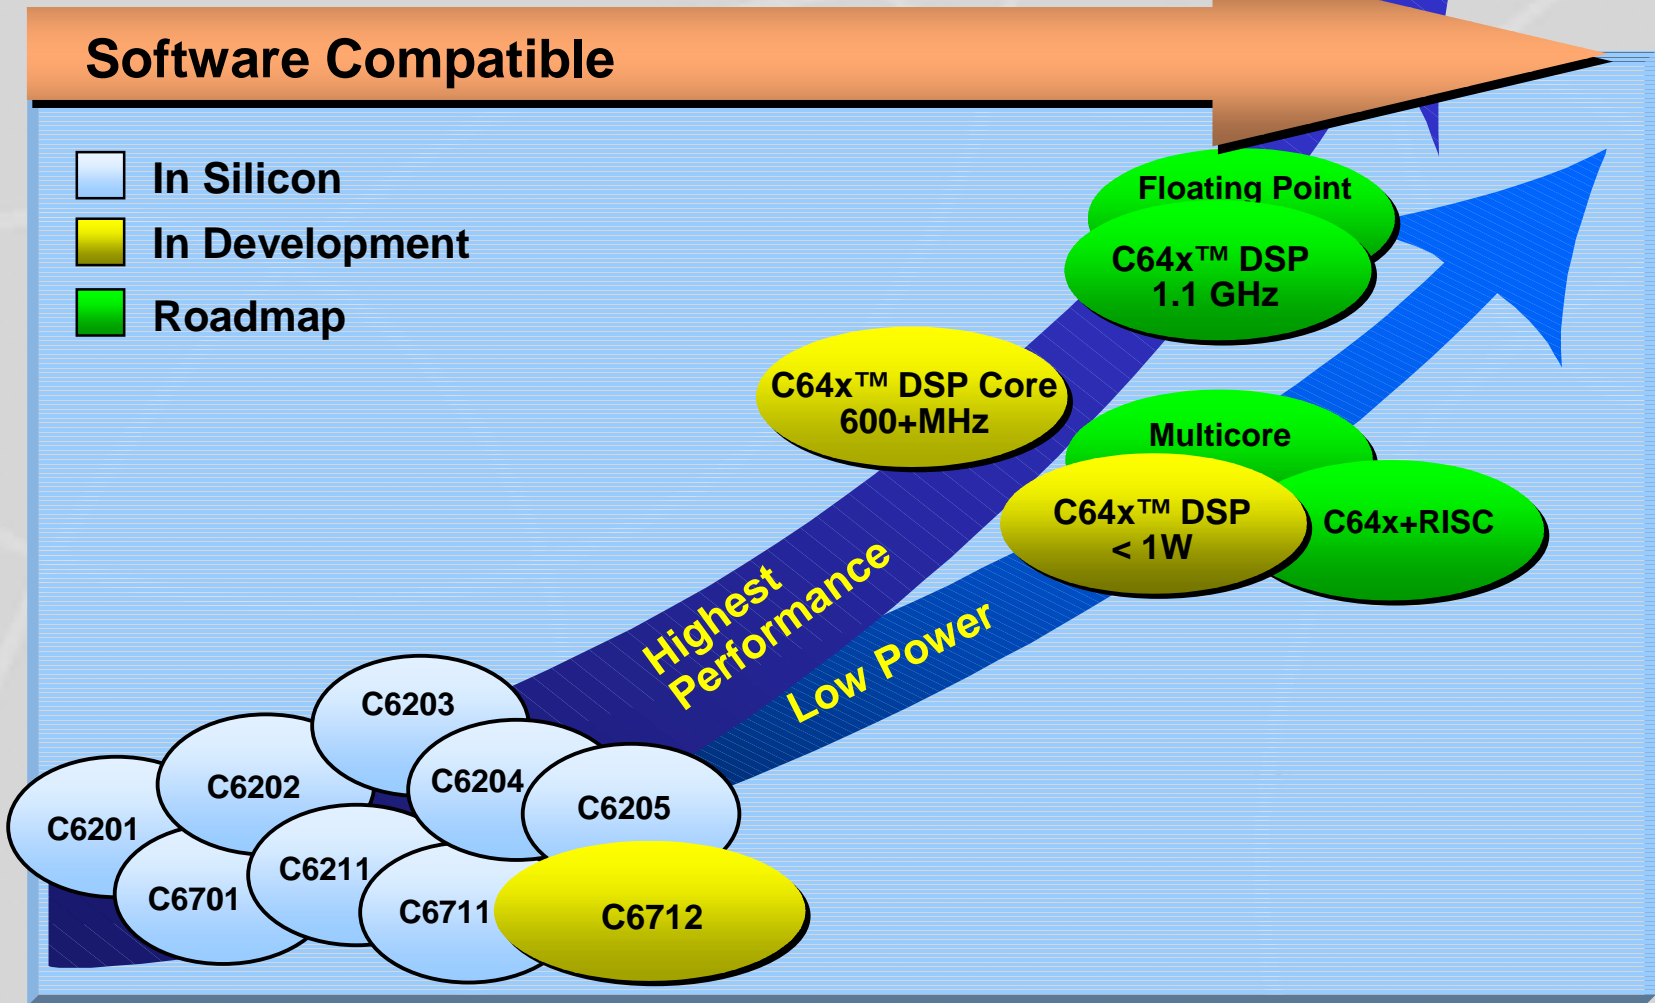 Software Compatible
In Silicon
In Development
Roadmap
Floating Point
C64x™ DSP
1.1 GHz
C64x™ DSP Core
600+MHz
Multicore
C64x™ DSP
< 1W
C64x+RISC
Highest
Performance
Low Power
C6203
C6204
C6202
C6205
C6201
C6211
C6701
C6711
C6712